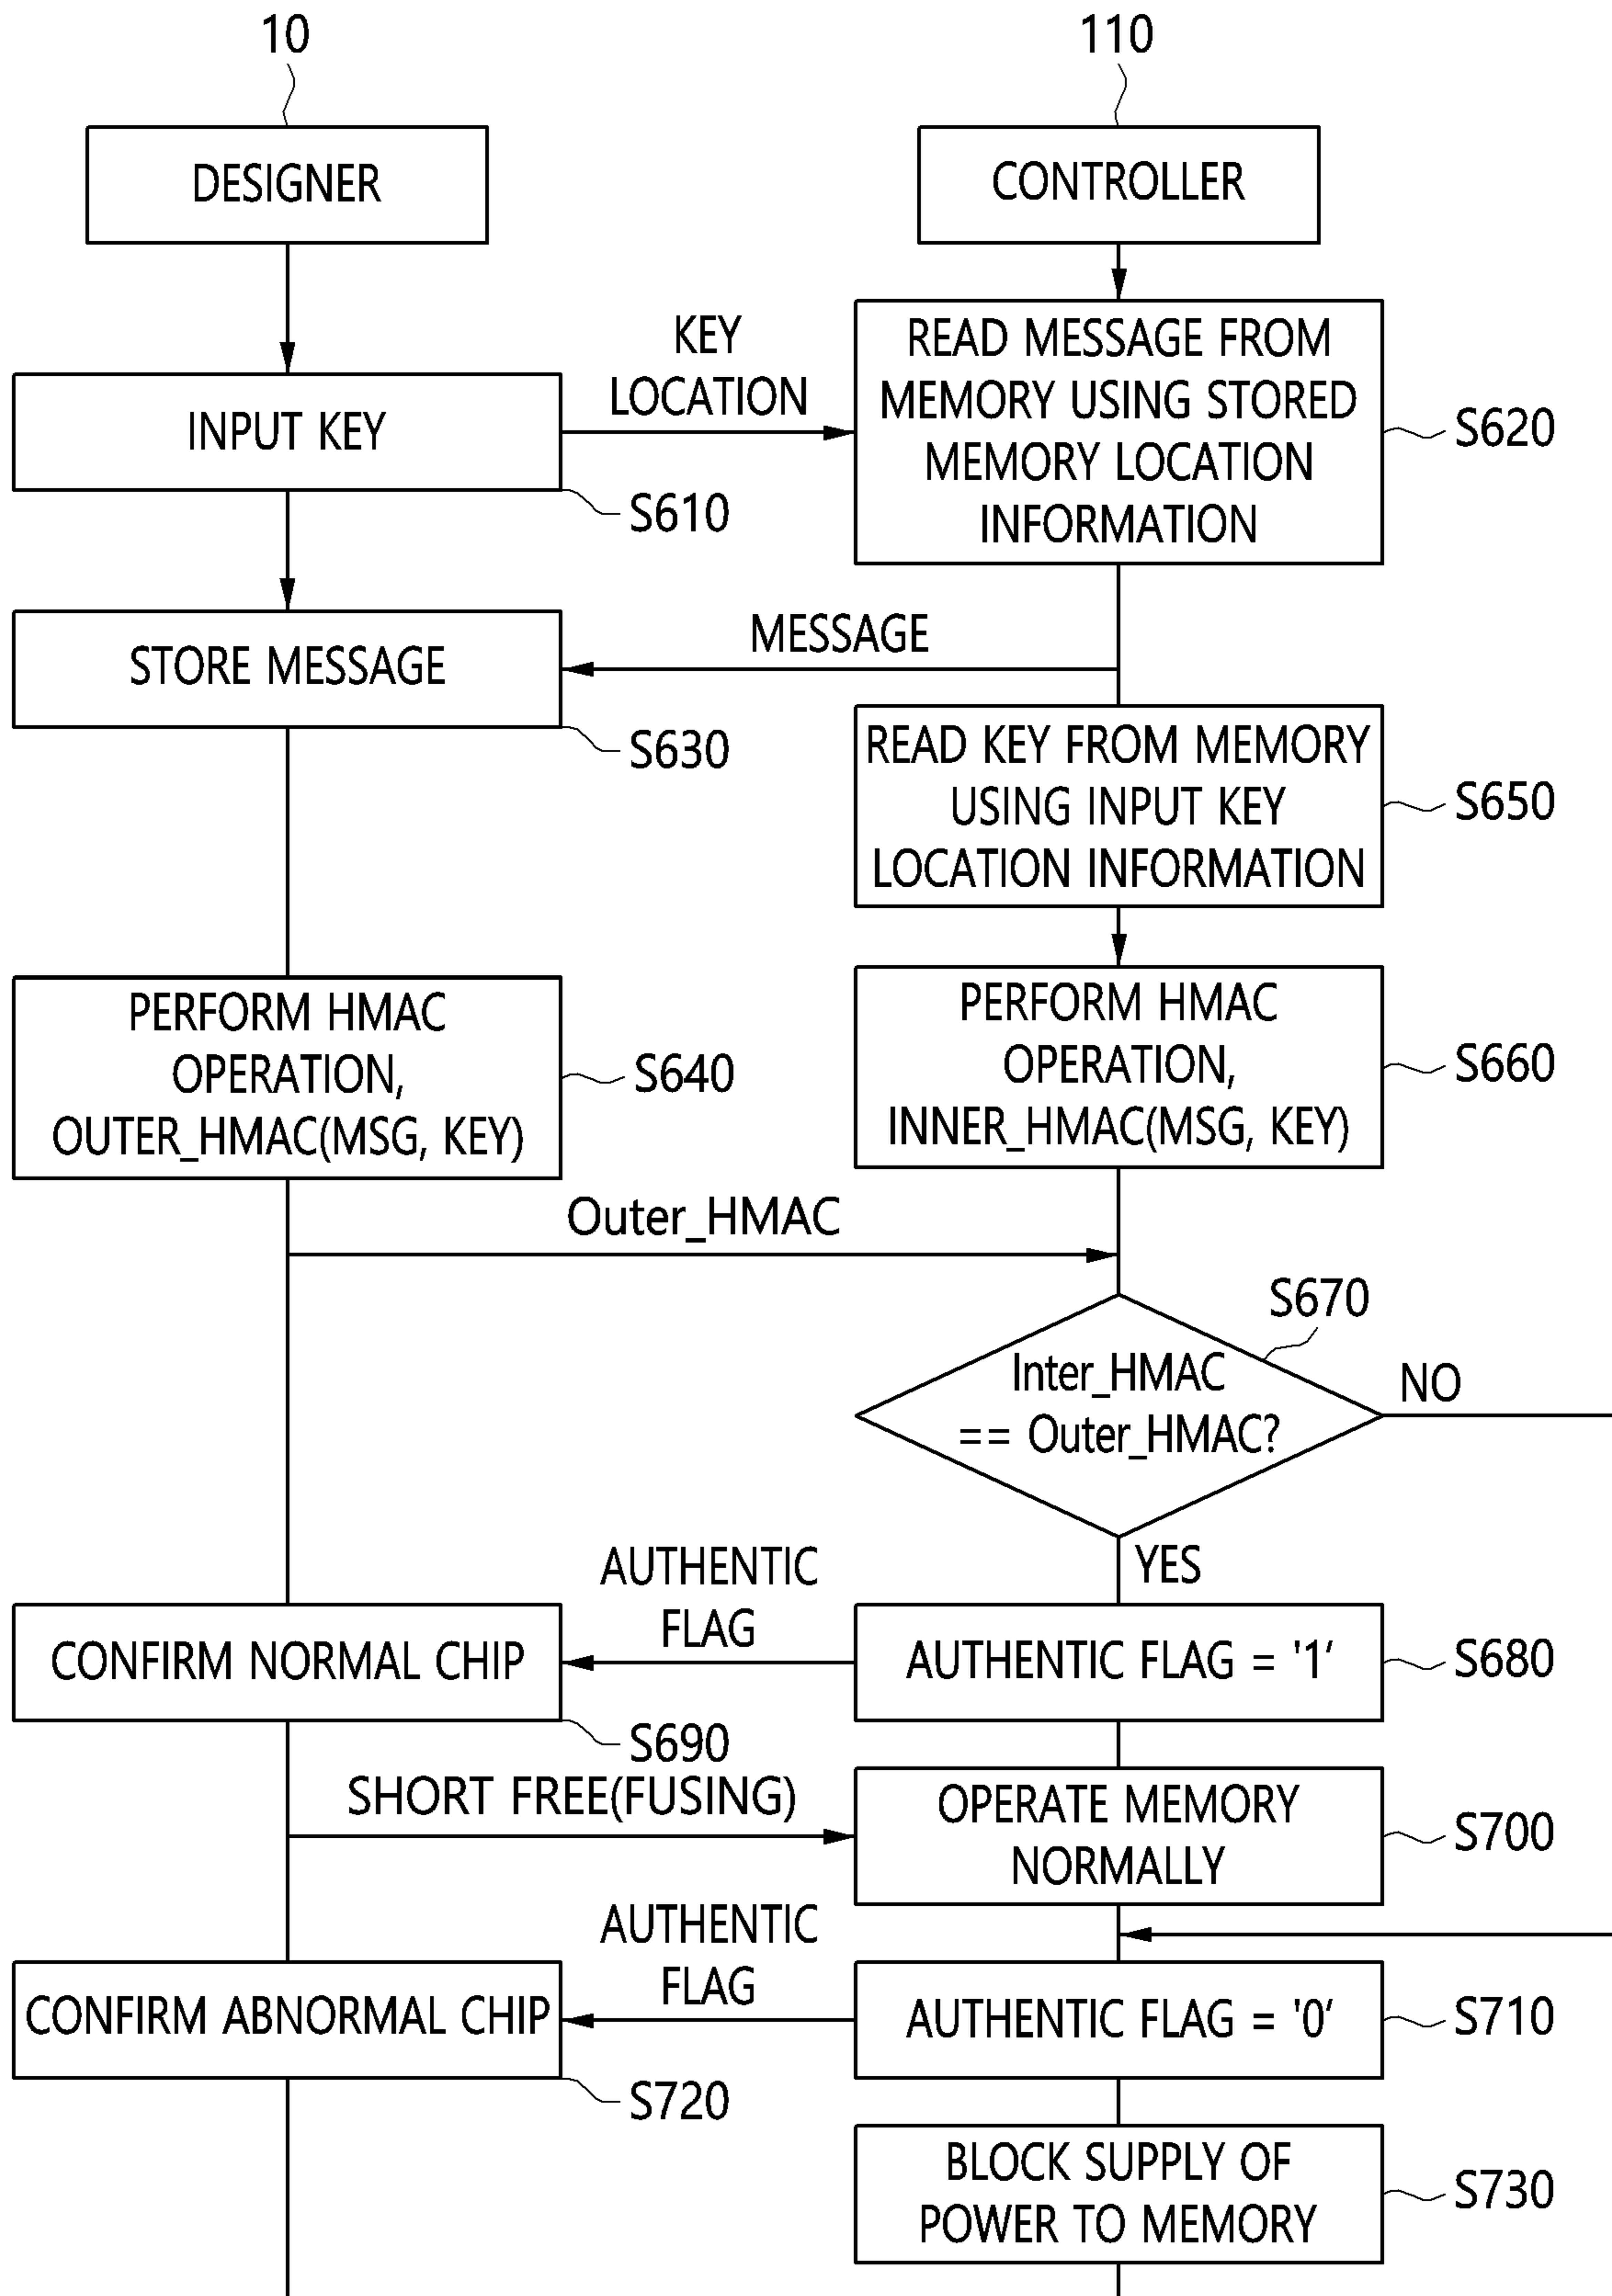 10
110
DESIGNER
CONTROLLER
KEY
LOCATION
READ MESSAGE FROM
MEMORY USING STORED
MEMORY LOCATION
INFORMATION
S620
INPUT KEY
S610
MESSAGE
STORE MESSAGE
S630
READ KEY FROM MEMORY
USING INPUT KEY
LOCATION INFORMATION
S650
PERFORM HMAC
OPERATION,
OUTER_HMAC(MSG, KEY)
S640
PERFORM HMAC
OPERATION,
INNER_HMAC(MSG, KEY)
S660
Outer_HMAC
S670
Inter_HMAC
== Outer_HMAC?
NO
YES
AUTHENTIC
FLAG
CONFIRM NORMAL CHIP
AUTHENTIC FLAG = '1‘
S680
S690
SHORT FREE(FUSING)
OPERATE MEMORY
NORMALLY
S700
AUTHENTIC
FLAG
CONFIRM ABNORMAL CHIP
AUTHENTIC FLAG = '0‘
S710
S720
BLOCK SUPPLY OF
POWER TO MEMORY
S730